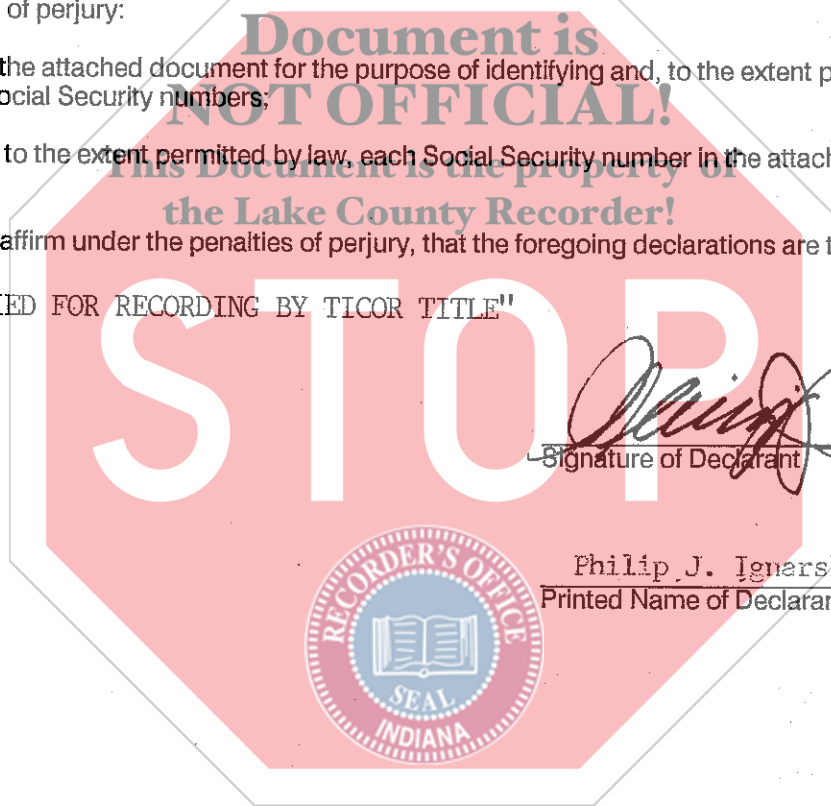 of perjury:
Document is
the attached document for the purpose of identifying and, to the extent p
ocial Security numbers;
NOT OFFICIAL!
to the extent permitted by law, each Social Security number in the attach
This Document is the property of
the Lake County Recorder!
affirm under the penalties of perjury, that the foregoing declarations are t
IED FOR RECORDING BY TICOR TITLE"
STOP
Signature of Declarant
Philip J. Ignars
Printed Name of Declaran
RECORDER'S OFFICE
SEAL
INDIANA